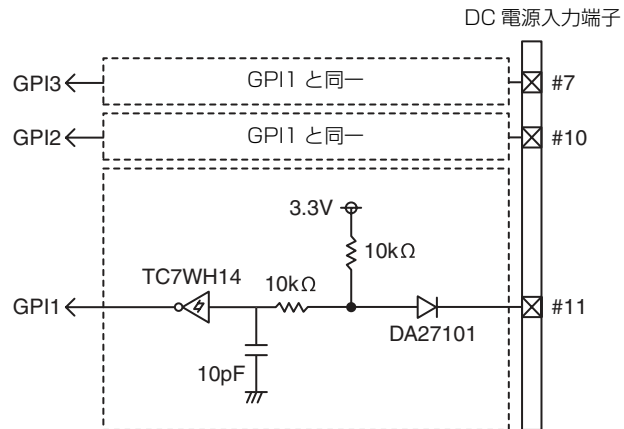 DC 電源入力端子
GPI3
GPI1 と同一
#7
GPI2
GPI1 と同一
#10
3.3V
10kΩ
TC7WH14
10kΩ
GPI1
#11
DA27101
10pF